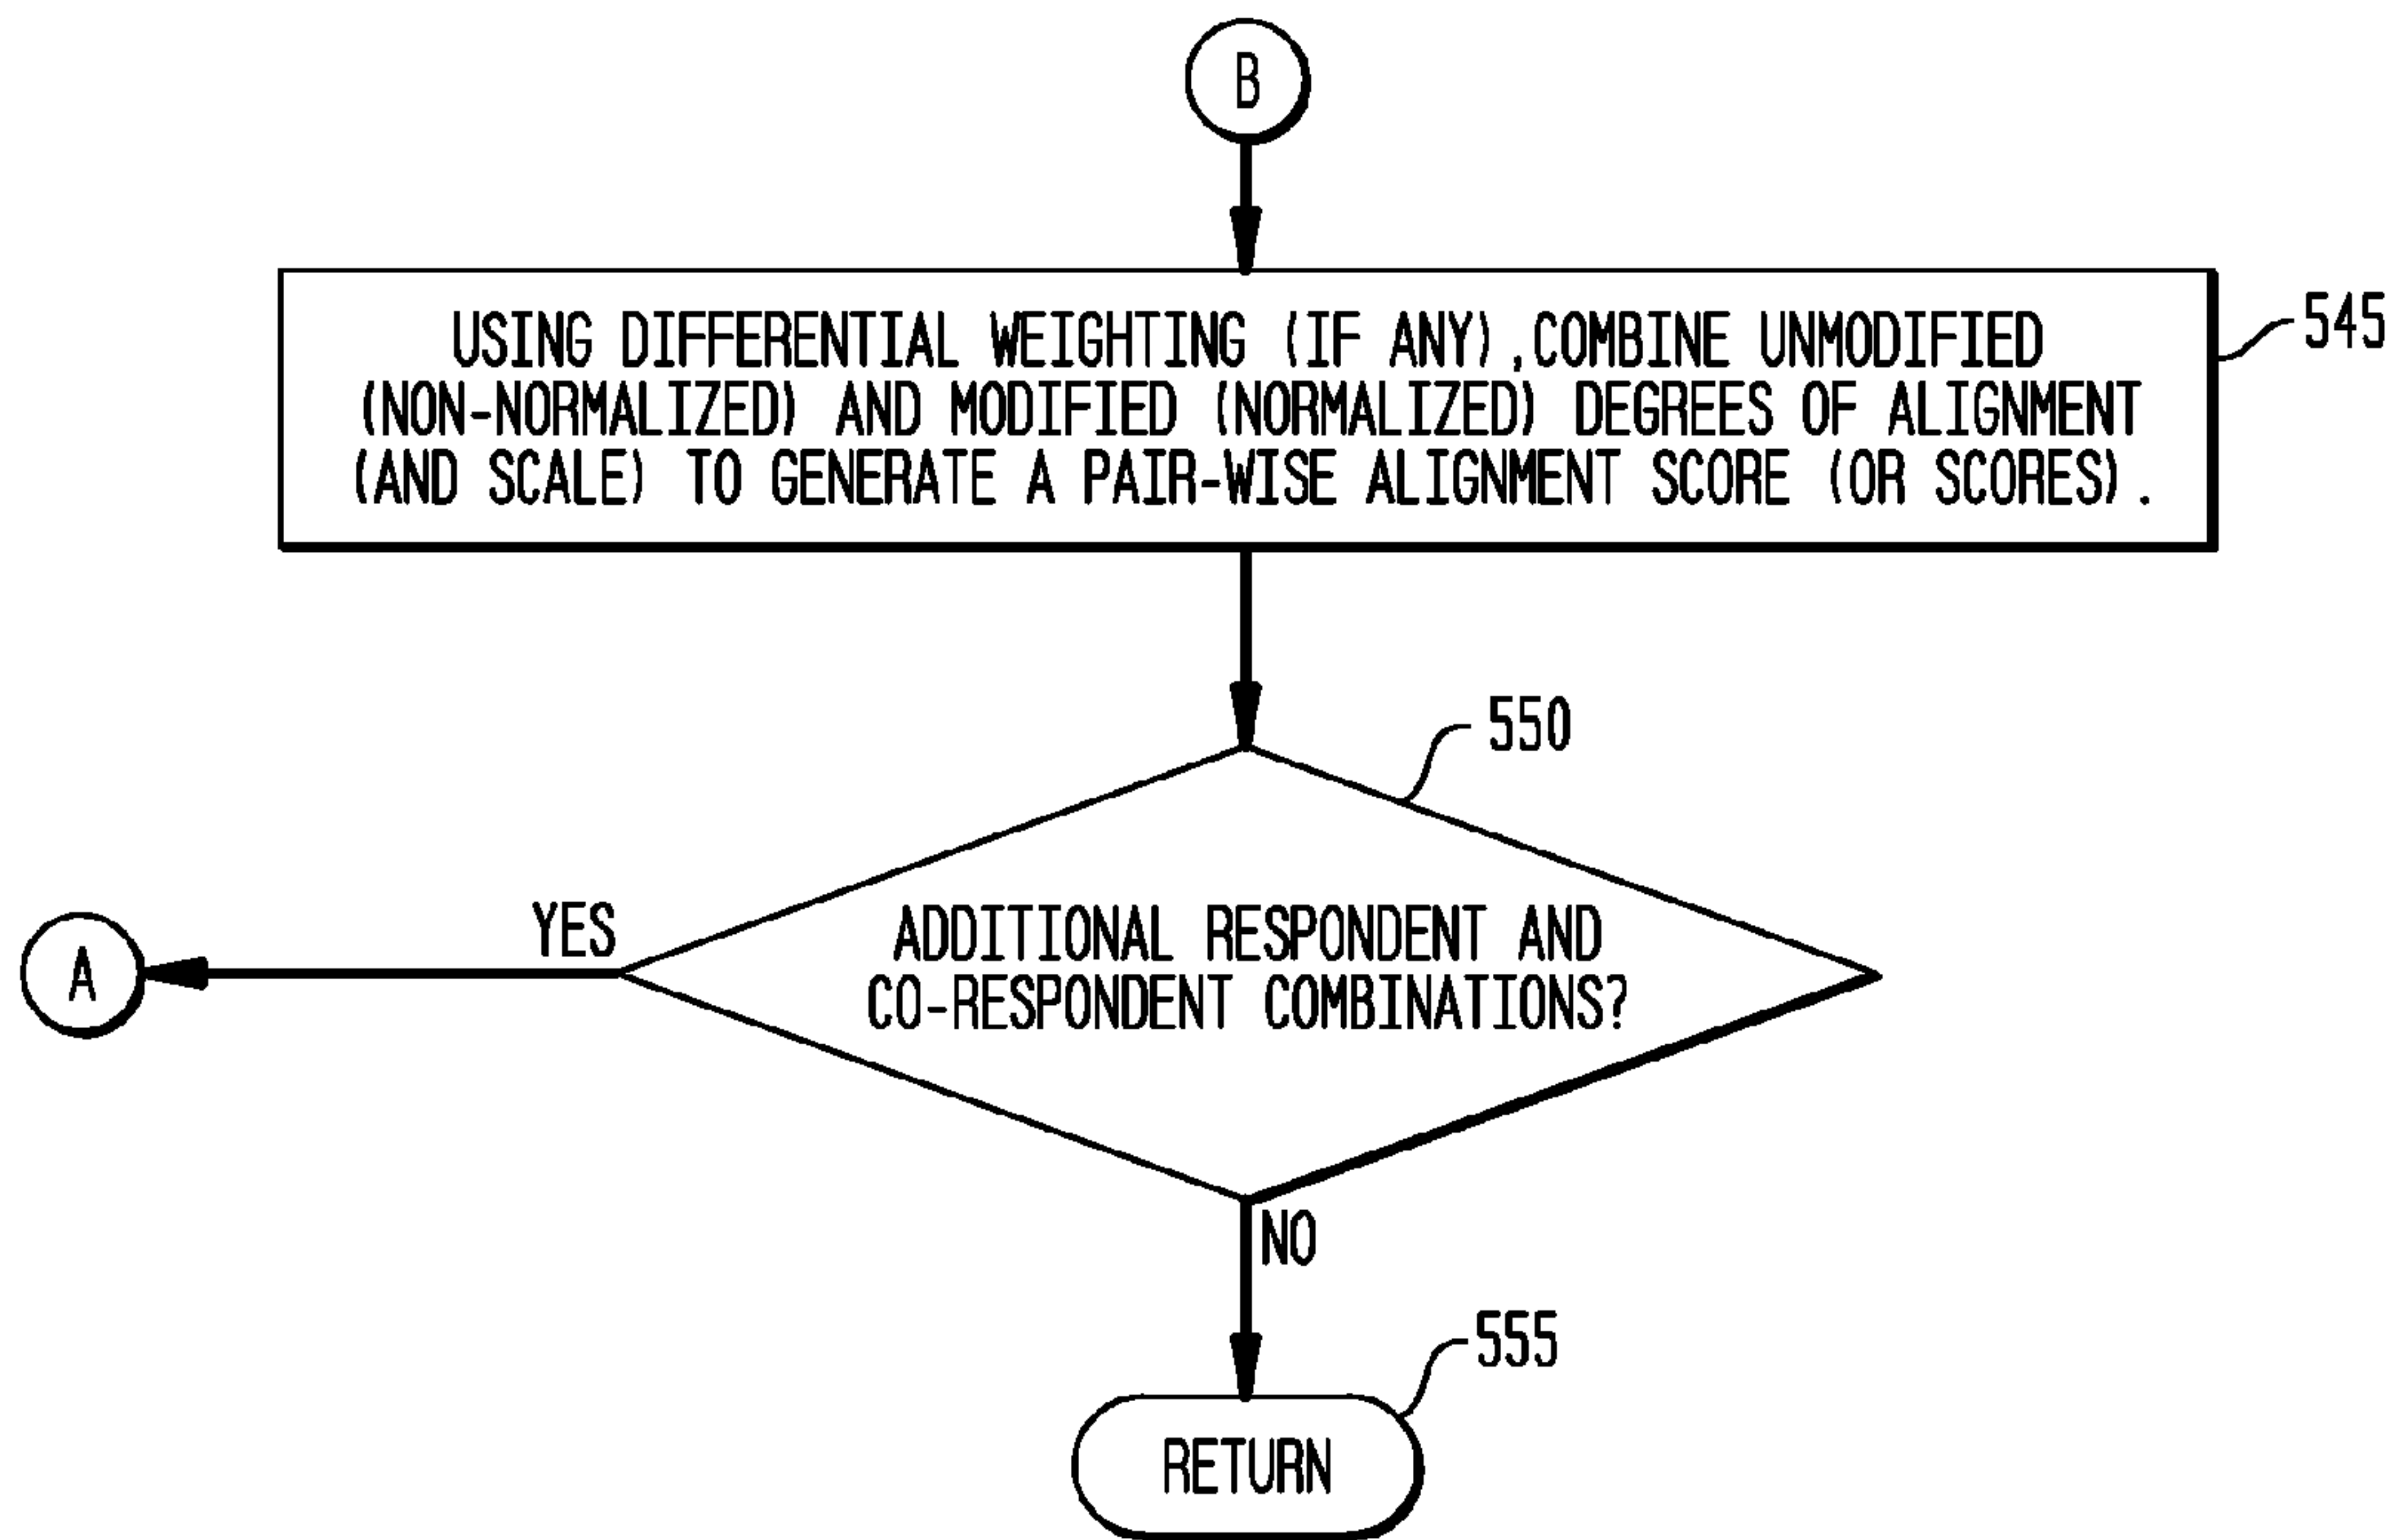 B
USING DIFFERENTIAL WEIGHTING (IF ANY),COMBINE UNMODIFIED
(NON-NORMALIZED) AND MODIFIED (NORMALIZED) DEGREES OF ALIGNMENT
(AND SCALE) TO GENERATE A PAIR-WISE ALIGNMENT SCORE (OR SCORES).
545
550
YES
A
ADDITIONAL RESPONDENT AND
CO-RESPONDENT COMBINATIONS?
NO
555
RETURN